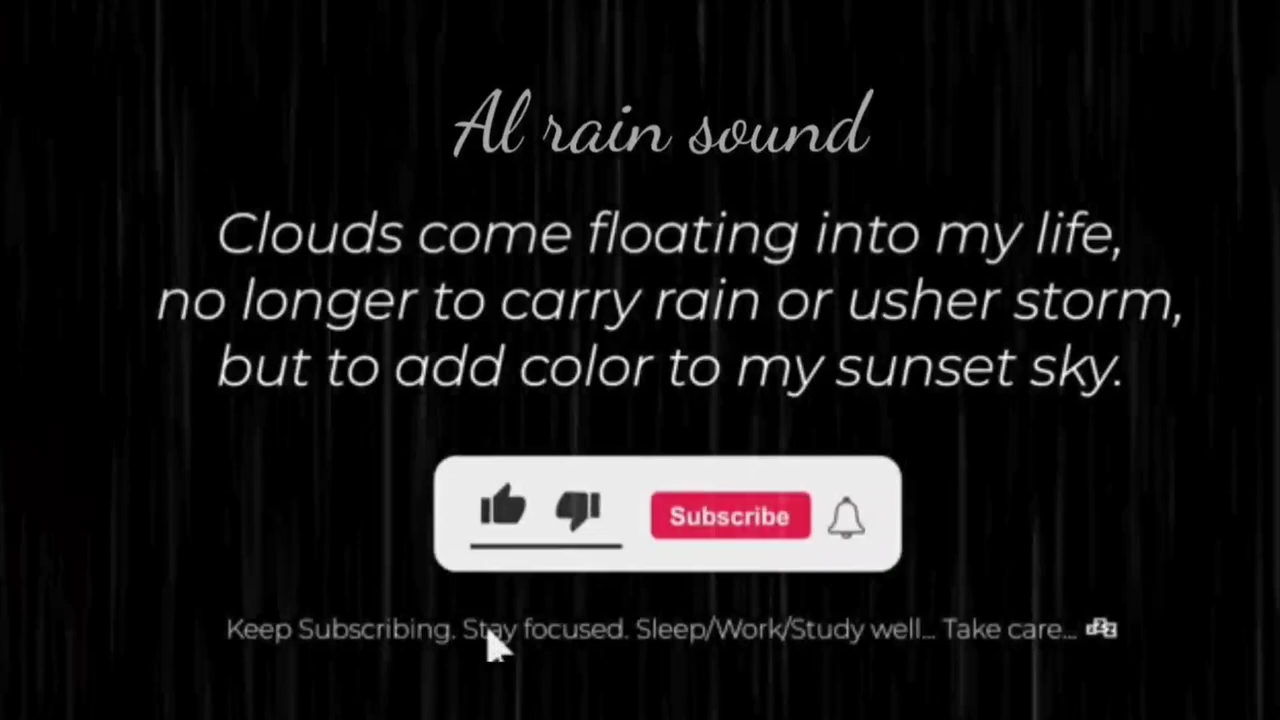 Al rain sound
Clouds come floating into my life,
no longer to carry rain or usher storm,
but to add color to my sunset sky.
Subscribe
Keep Subscribing. Stay focused. Sleep/Work/Study well... Take care...